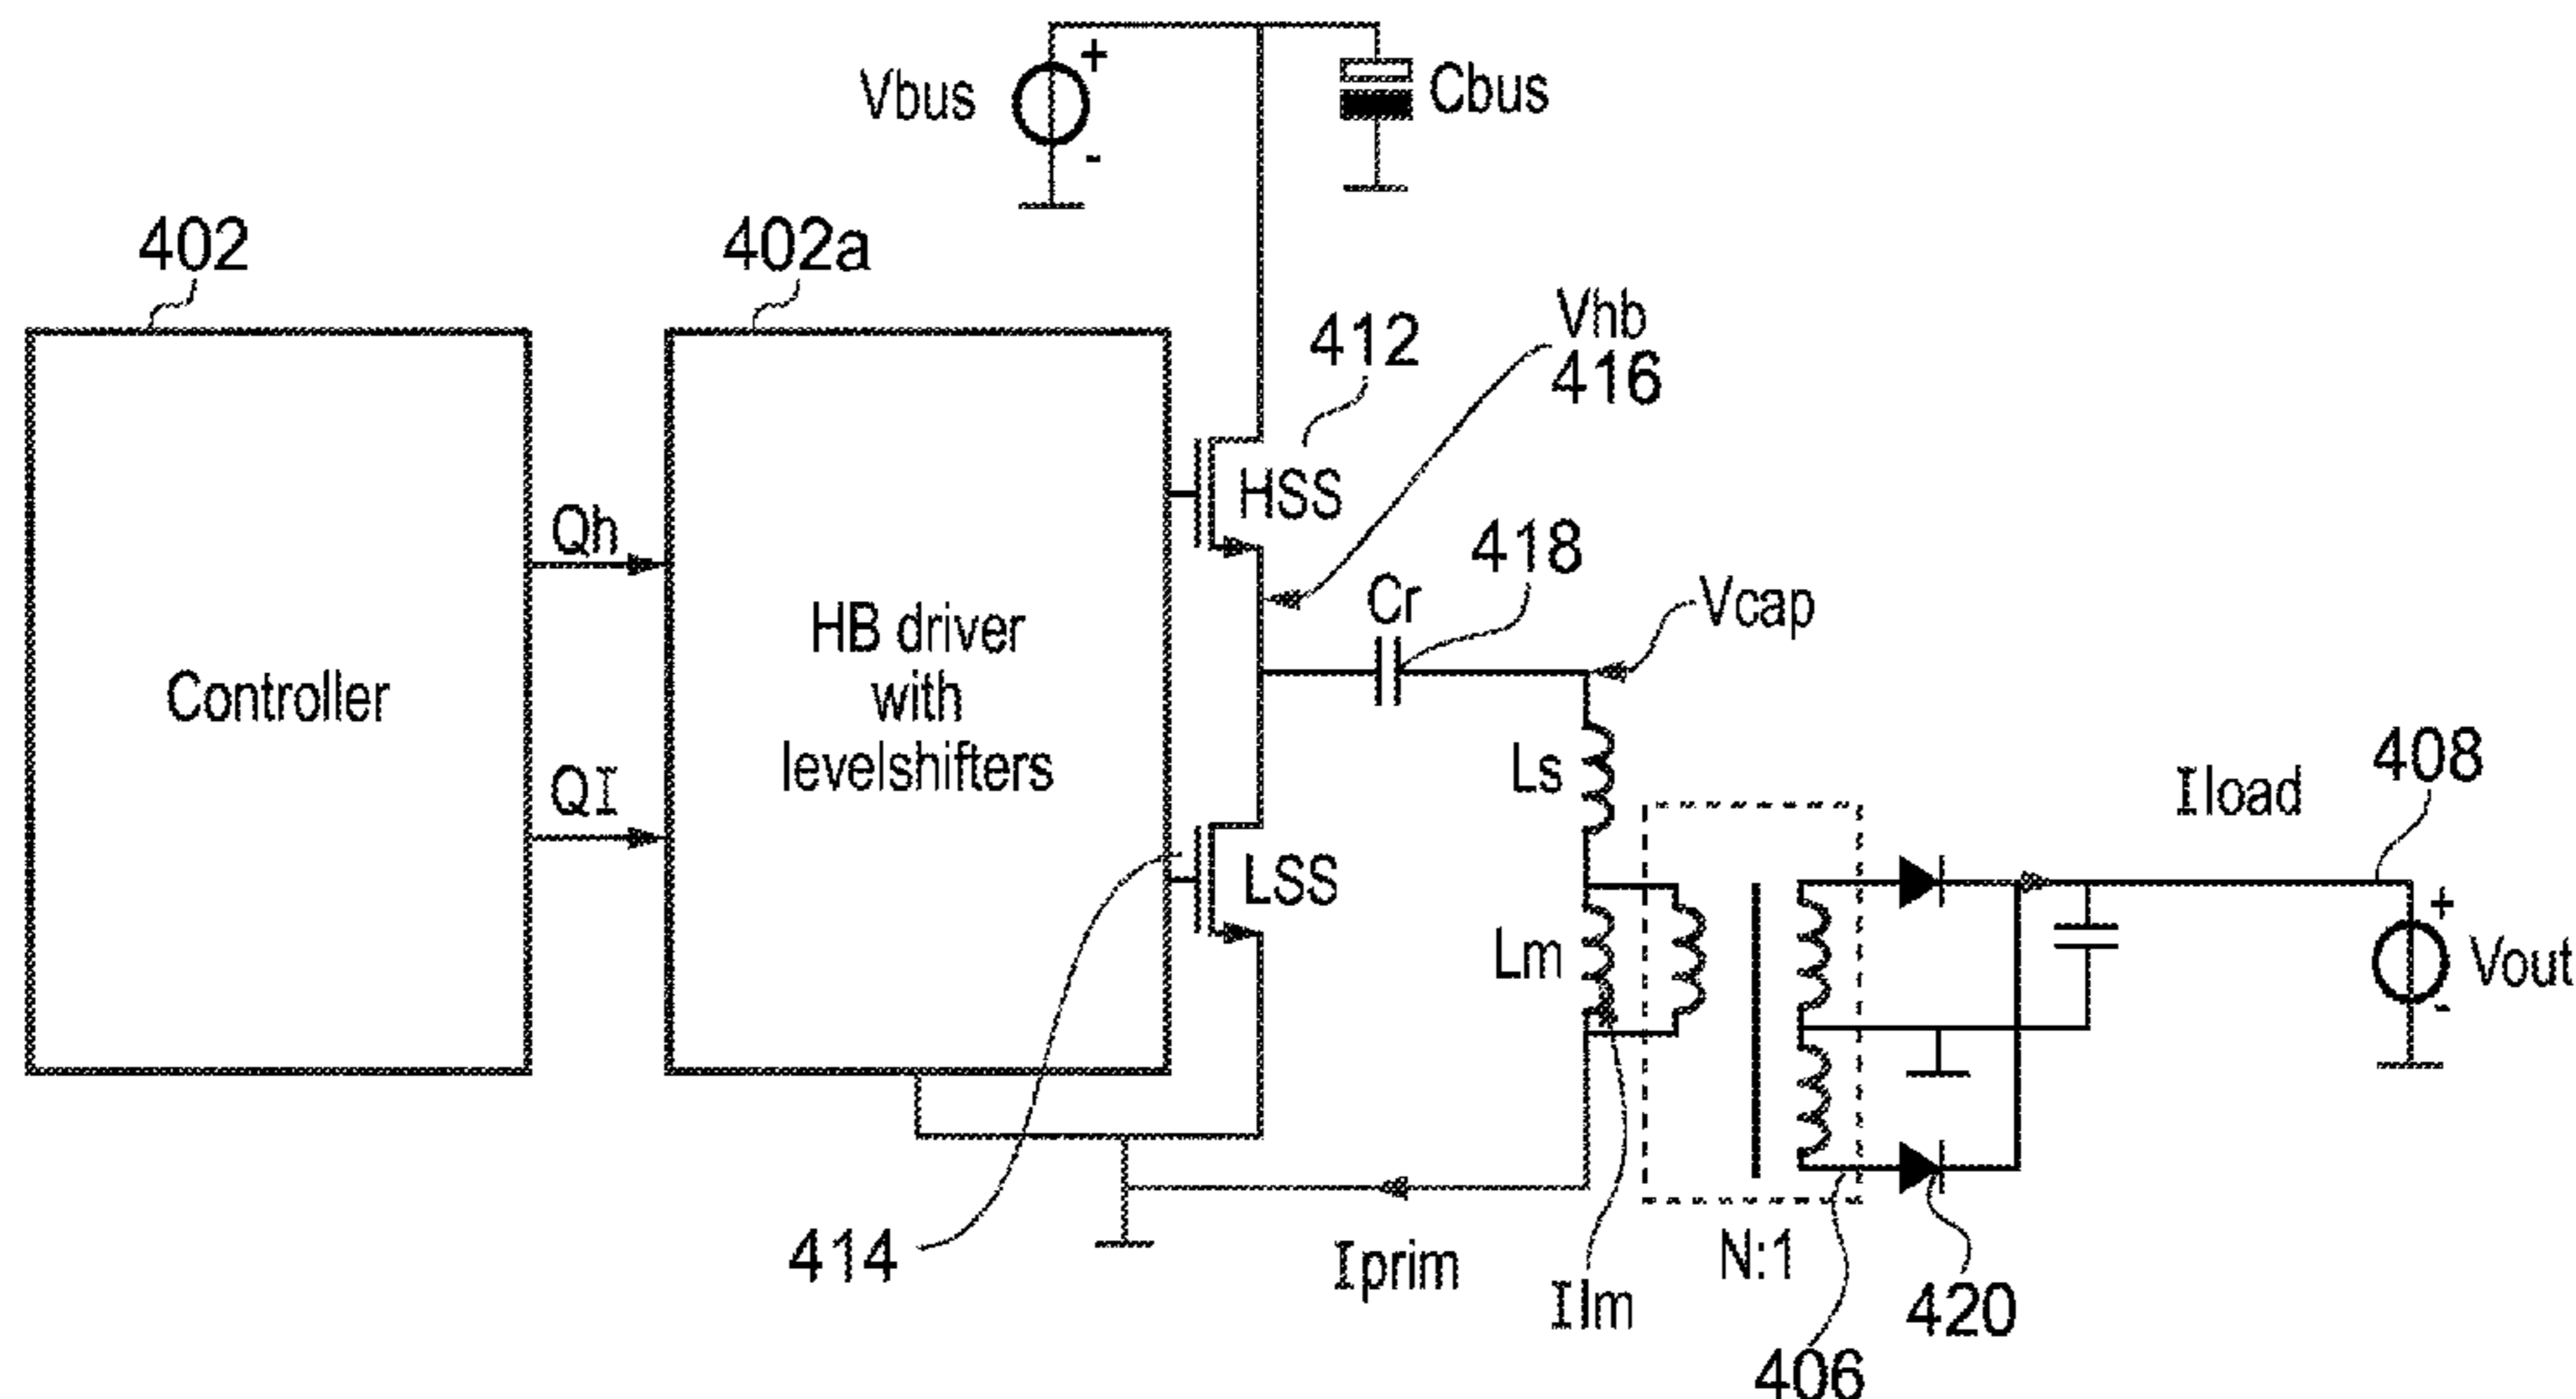 +
Vbus
Cbus
-
402
402a
Vhb
416
412
HSS
418
Cr
Vcap
Qh
HB driver
with
levelshifters
Controller
QI
Ls
LSS
Iload
408
Lm
+
Vout
-
414
Iprim
Ilm
N:1
420
406